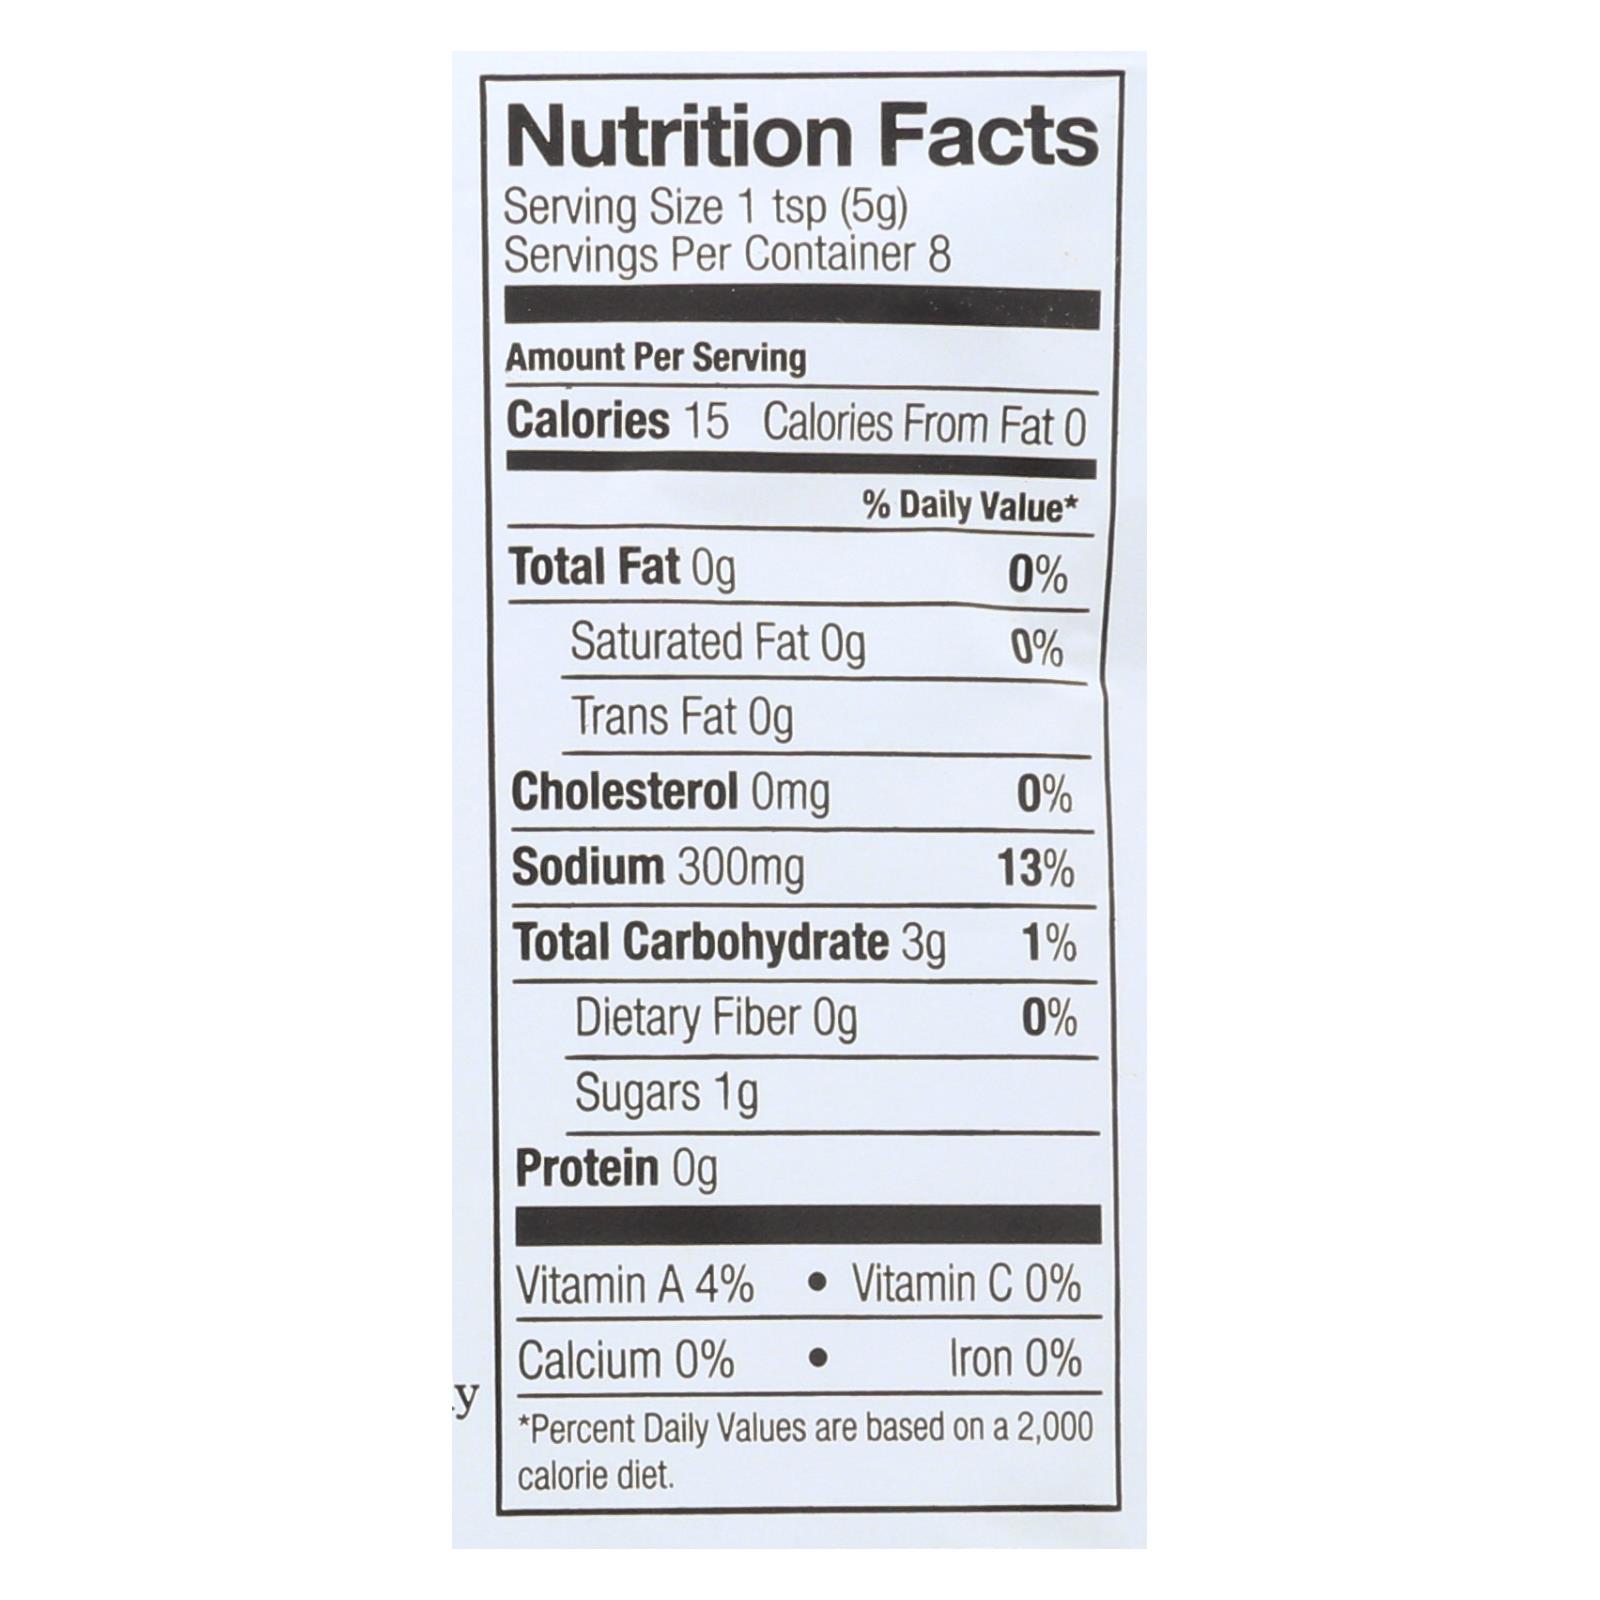 Nutrition Facts
Serving Size 1 tsp (5g)
Servings Per Container 8
Amount Per Serving
Calories 15 Calories From Fat 0
% Daily Value*
Total Fat 0g 0%
Saturated Fat 0g 0%
Trans Fat 0g
Cholesterol 0mg 0%
Sodium 300mg 13%
Total Carbohydrate 3g 1%
Dietary Fiber 0g 0%
Sugars 1g
Protein 0g
Vitamin A 4% • Vitamin C 0%
Calcium 0% • Iron 0%
y
*Percent Daily Values are based on a 2,000
calorie diet.